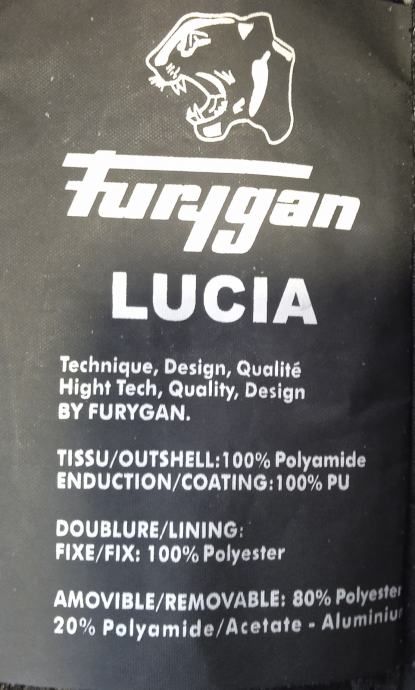 Furygan
LUCIA
Technique, Design, Qualité
Hight Tech, Quality, Design
BY FURYGAN.
TISSU/OUTSHELL:100% Polyamide
ENDUCTION/COATING:100% PU
DOUBLURE/LINING:
FIXE/FIX: 100% Polyester
AMOVIBLE/REMOVABLE: 80% Polyester
20% Polyamide/Acetate - Aluminiu